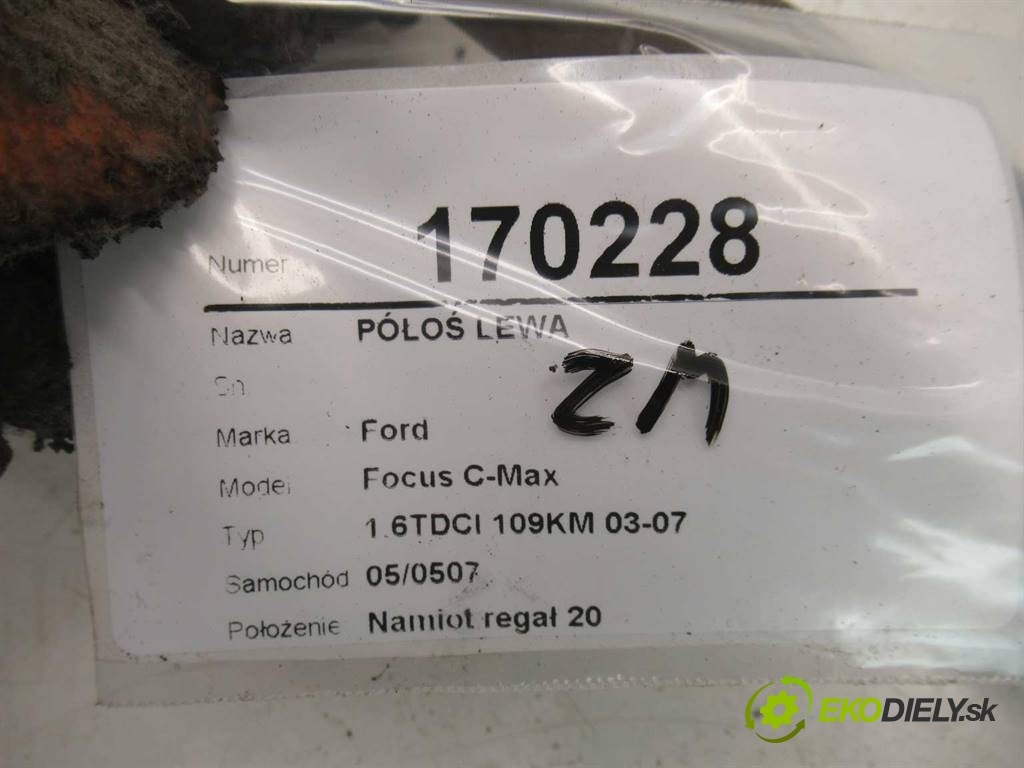 Numer 170228
Nazwa PÓŁOŚ LEWA
Sn
Marka Ford
Model Focus C-Max
Typ 1.6TDCI 109KM 03-07
Samochód 05/0507
Położenie Namiot regał 20
EKODIELY.sk